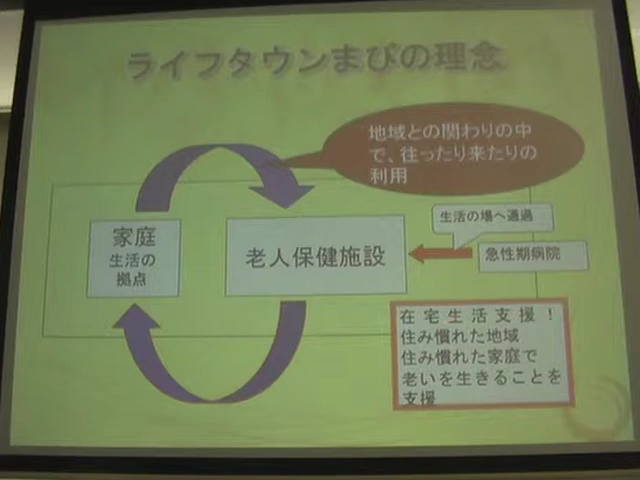 ライフタウンまびの理念
地域との関わりの中
で、往ったり来たりの
利用
生活の場へ通過
家庭
生活の
拠点
老人保健施設
急性期病院
在宅生活支援！
住み慣れた地域
住み慣れた家庭で
老いを生きることを
支援